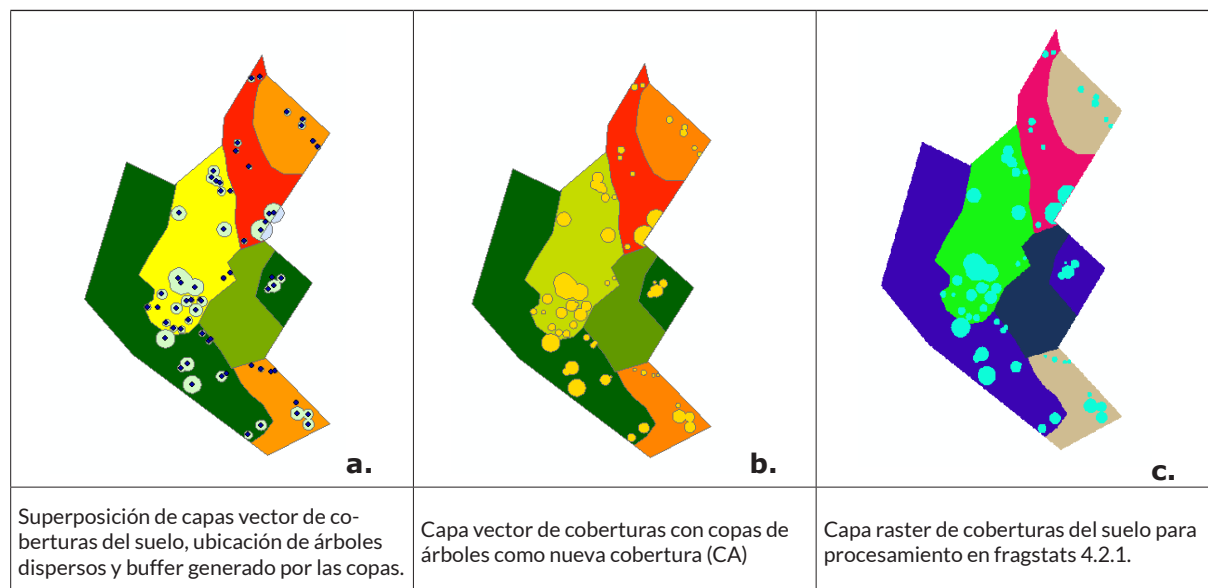 a.
b.
c.
Superposición de capas vector de co-
berturas del suelo, ubicación de árboles
dispersos y buffer generado por las copas.
Capa vector de coberturas con copas de
árboles como nueva cobertura (CA)
Capa raster de coberturas del suelo para
procesamiento en fragstats 4.2.1.